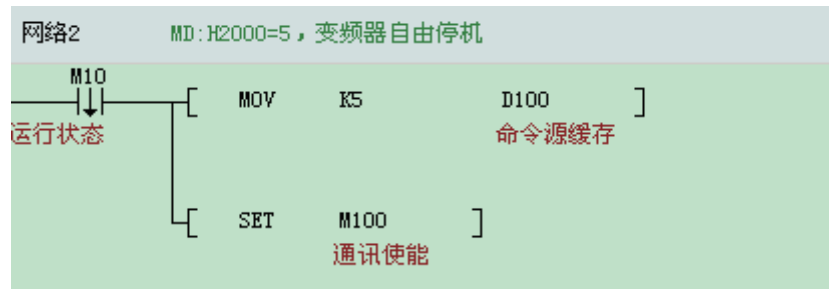 网络2 MD:H2000=5，变频器自由停机
M10
MOV K5 D100
运行状态 命令源缓存
SET M100
通讯使能